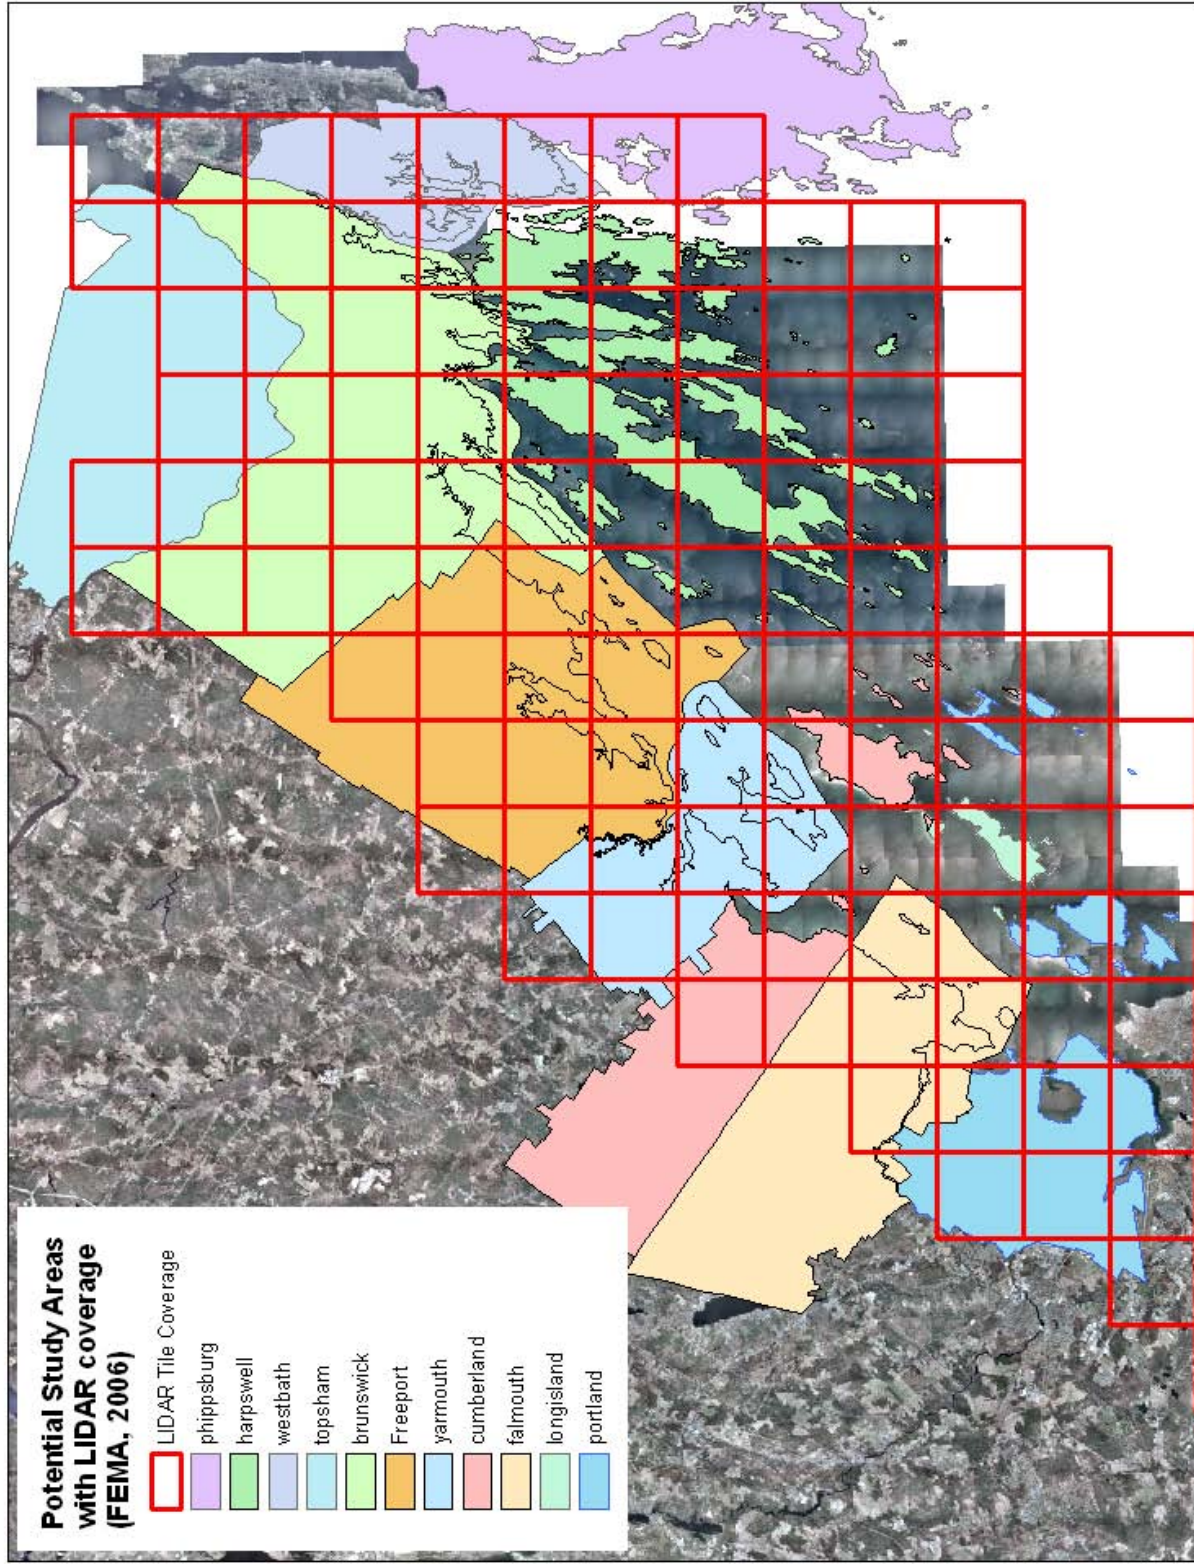 Potential Study Areas
with LIDAR coverage
(FEMA, 2006)
LIDAR Tile Coverage
phippsburg
harpswell
westbath
topsham
brunswick
Freeport
yarmouth
cumberland
falmouth
longisland
portland